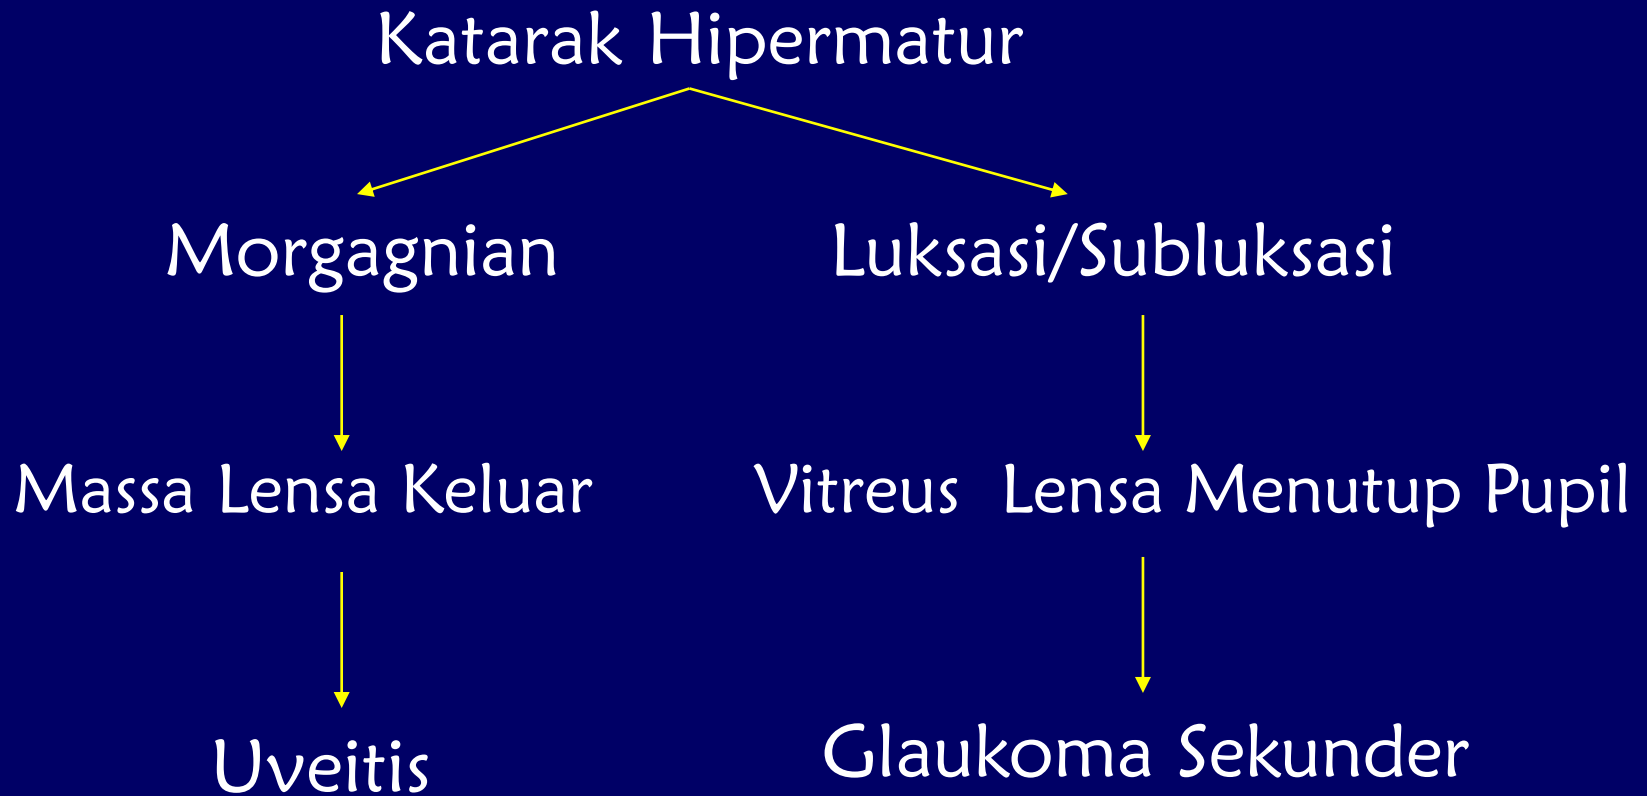 Katarak Hipermatur
Morgagnian
Luksasi/Subluksasi
Massa Lensa Keluar
Vitreus Lensa Menutup Pupil
Uveitis
Glaukoma Sekunder